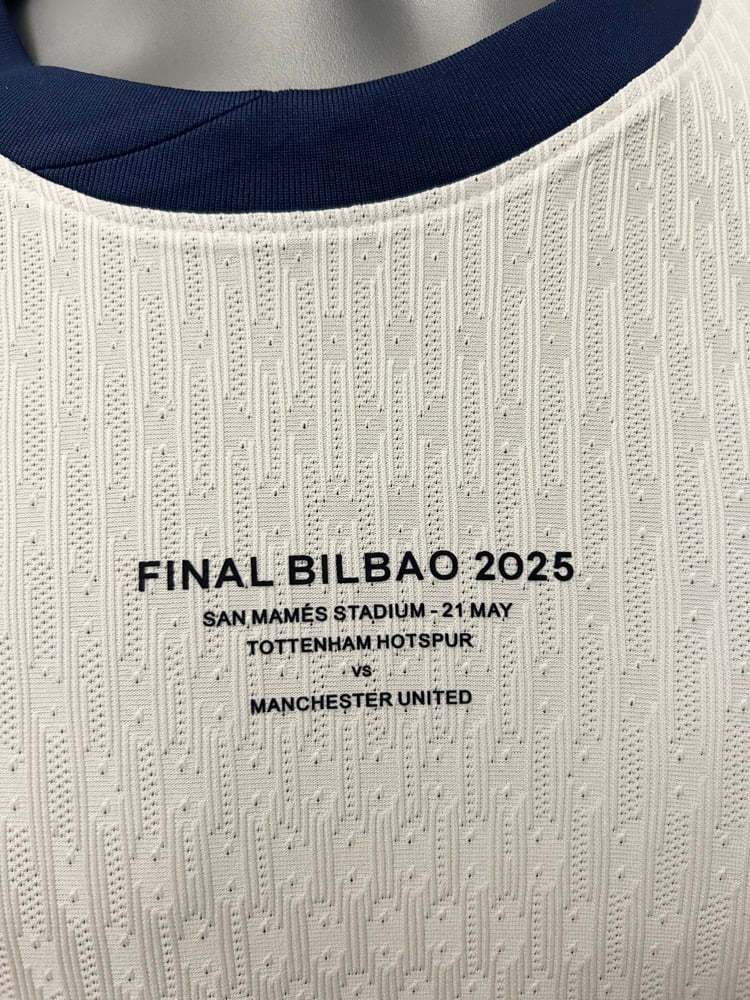 FINAL BILBAO 2025
SAN MAMÉS STADIUM - 21 MAY
TOTTENHAM HOTSPUR
VS
MANCHESTER UNITED